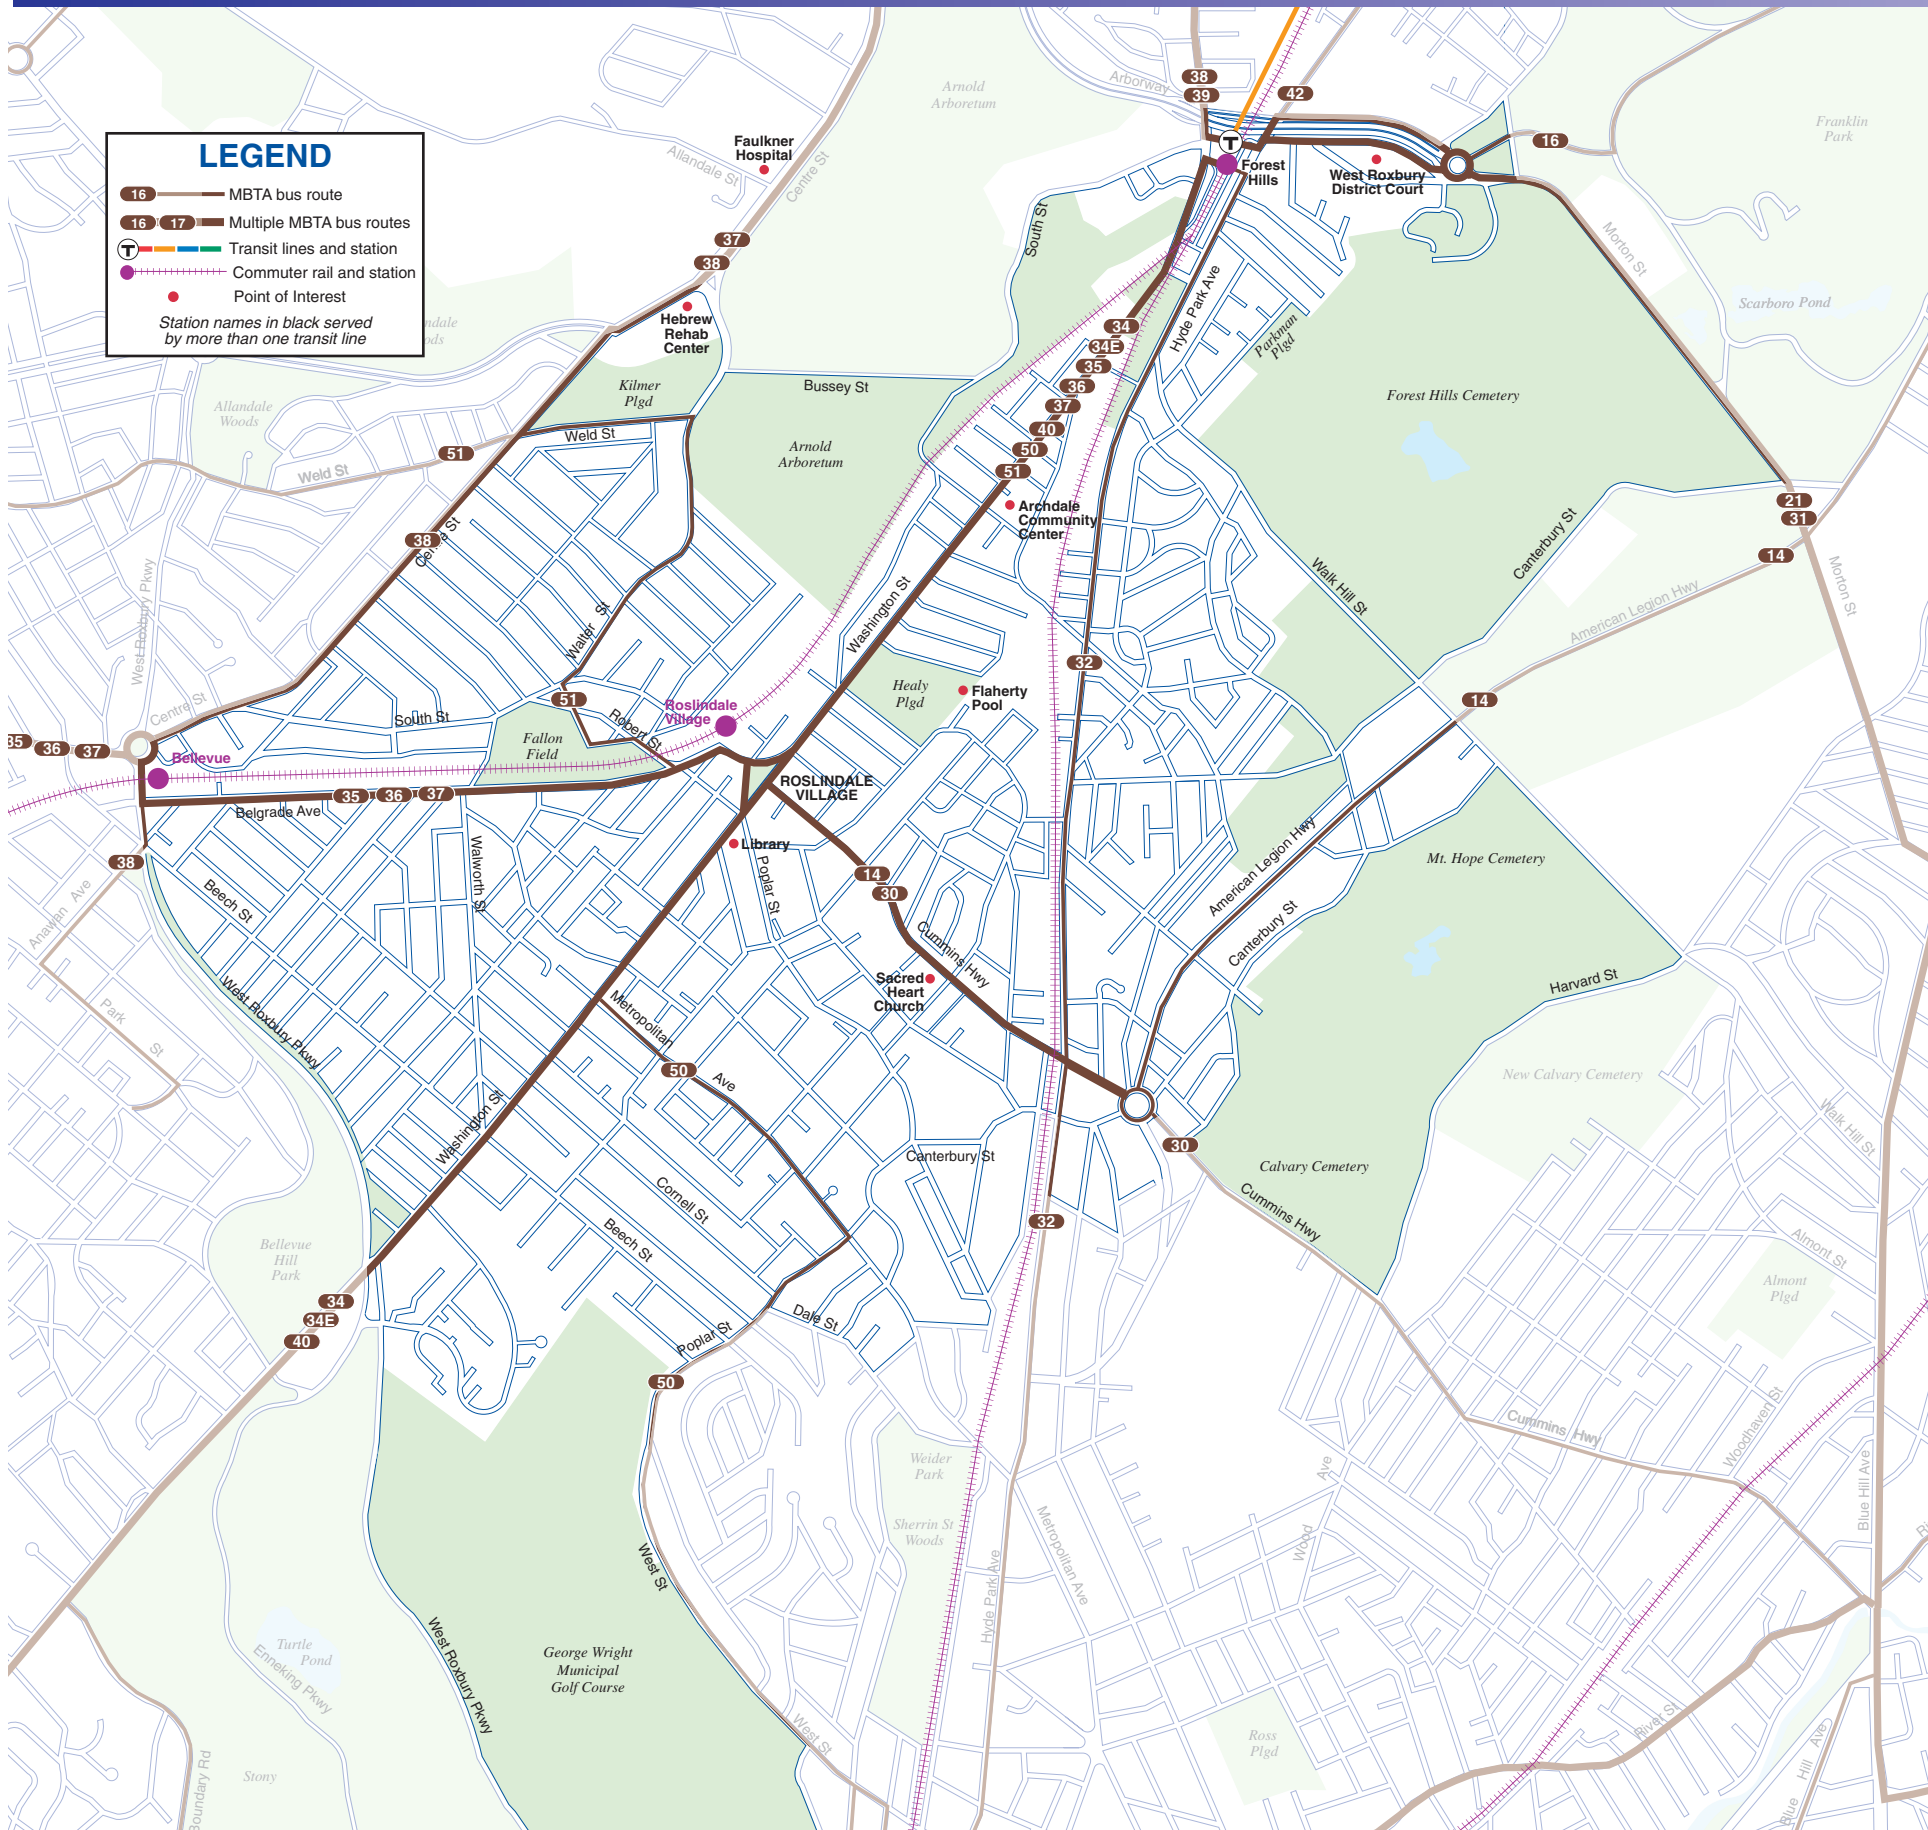 LEGEND
16 MBTA bus route
16 17 Multiple MBTA bus routes
T Transit lines and station
Commuter rail and station
Point of Interest
Station names in black served
by more than one transit line
Arnold
Arboretum
Arborway
38
39
42
Franklin
Park
16
T
Forest
Hills
West Roxbury
District Court
Faulkner
Hospital
Allandale St
Centre St
37
38
South St
Morton St
Scarboro Pond
Hebrew
Rehab
Center
ndale
ods
Hyde Park Ave
Parkman
Plgd
34
34E
35
36
37
40
50
51
Kilmer
Plgd
Bussey St
Forest Hills Cemetery
Allandale
Woods
Weld St
51
Weld St
Arnold
Arboretum
Archdale
Community
Center
21
31
14
38
Centre St
Canterbury St
Walk Hill St
American Legion Hwy
Morton St
West Roxbury Pkwy
Walter St
Washington St
32
Healy
Plgd
Flaherty
Pool
14
Centre St
South St
51
Robert St
Roslindale
Village
Fallon
Field
35
36
37
Bellevue
Belgrade Ave
35
36
37
ROSLINDALE
VILLAGE
Library
Poplar St
14
30
Walworth St
38
Anawan Ave
Beech St
American Legion Hwy
Mt. Hope Cemetery
Canterbury St
Cummins Hwy
Sacred
Heart
Church
Harvard St
West Roxbury Pkwy
Park St
Metropolitan Ave
50
New Calvary Cemetery
Walk Hill St
Washington St
30
Canterbury St
Calvary Cemetery
Cummins Hwy
Cornell St
Beech St
32
Bellevue
Hill
Park
Almont St
Almont
Plgd
34
34E
40
Dale St
Poplar St
50
Weider
Park
Cummins Hwy
Woodhaven St
Blue Hill Ave
Wood Ave
Sherrin St
Woods
Metropolitan Ave
Hyde Park Ave
West St
Turtle
Pond
Enneking Pkwy
West Roxbury Pkwy
George Wright
Municipal
Golf Course
West St
Ross
Plgd
River St
Blue Hill Ave
Stony
Boundary Rd